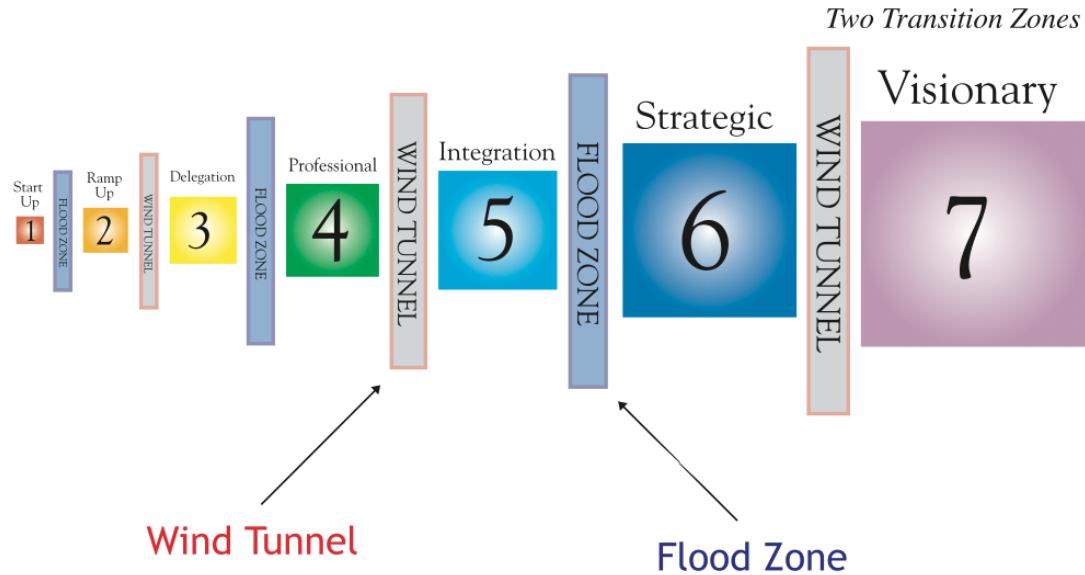 Two Transition Zones
Start
Up
1
FLOOD ZONE
Ramp
Up
2
WIND TUNNEL
Delegation
3
FLOOD ZONE
Professional
4
WIND TUNNEL
Integration
5
FLOOD ZONE
Strategic
6
WIND TUNNEL
Visionary
7
Wind Tunnel
Flood Zone